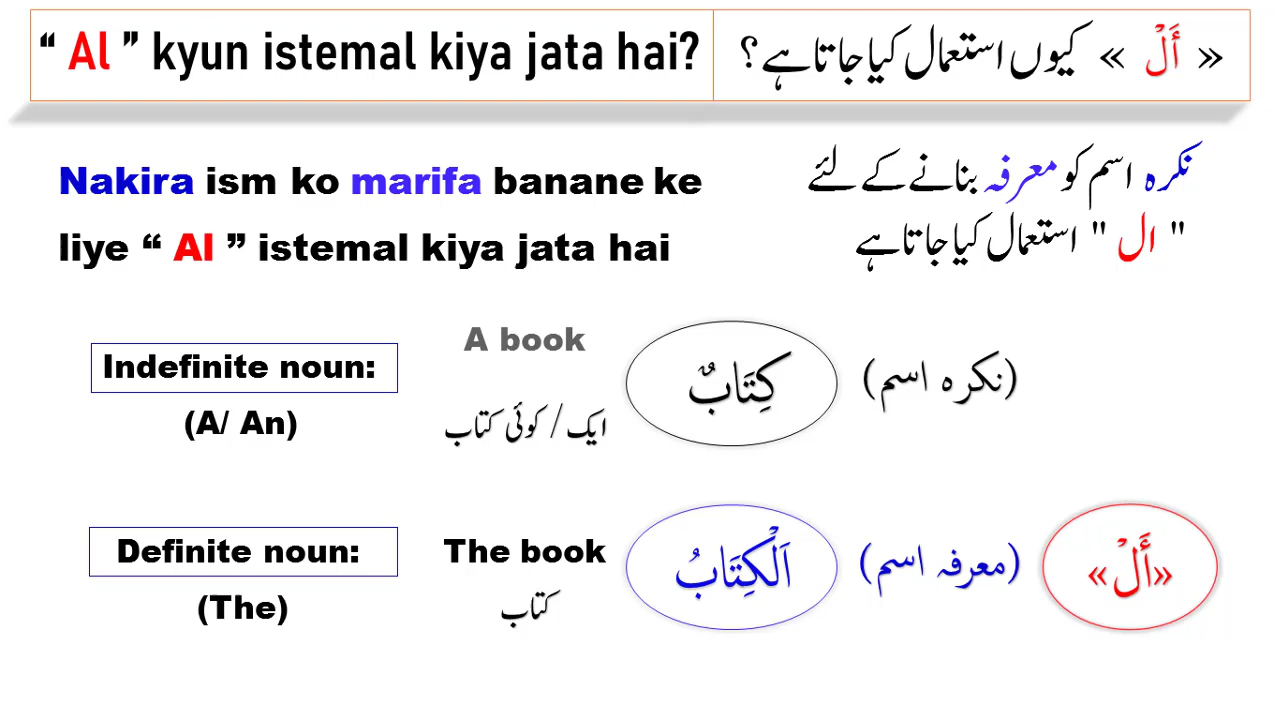 “ Al ” kyun istemal kiya jata hai?
« أَلْ » کیوں استعمال کیا جاتا ہے ؟
Nakira ism ko marifa banane ke
liye “ Al ” istemal kiya jata hai
نکرہ اسم کو معرفہ بنانے کے لئے
" ال " استعمال کیا جاتا ہے
Indefinite noun:
(A/ An)
A book
ایک / کوئی کتاب
كِتَابٌ
(نکرہ اسم)
Definite noun:
(The)
The book
کتاب
اَلْكِتَابُ
(معرفہ اسم)
«أَلْ»